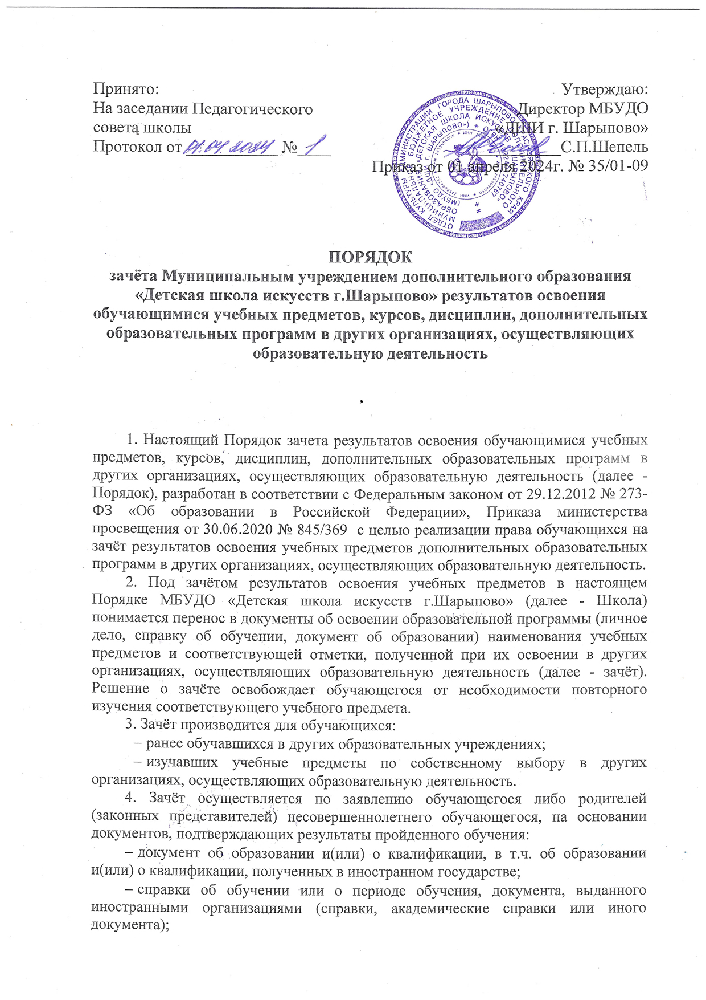 Принято:
На заседании Педагогического
совета школы
Протокол от 01.04.2024 № 1
Утверждаю:
Директор МБУДО
«ДШИ г. Шарыпово»
С.П.Шепель
Приказ от 01 апреля 2024г. № 35/01-09
ПОРЯДОК
зачёта Муниципальным учреждением дополнительного образования
«Детская школа искусств г.Шарыпово» результатов освоения
обучающимися учебных предметов, курсов, дисциплин, дополнительных
образовательных программ в других организациях, осуществляющих
образовательную деятельность
1. Настоящий Порядок зачета результатов освоения обучающимися учебных
предметов, курсов, дисциплин, дополнительных образовательных программ в
других организациях, осуществляющих образовательную деятельность (далее -
Порядок), разработан в соответствии с Федеральным законом от 29.12.2012 № 273-
ФЗ «Об образовании в Российской Федерации», Приказа министерства
просвещения от 30.06.2020 № 845/369 с целью реализации права обучающихся на
зачёт результатов освоения учебных предметов дополнительных образовательных
программ в других организациях, осуществляющих образовательную деятельность.
2. Под зачётом результатов освоения учебных предметов в настоящем
Порядке МБУДО «Детская школа искусств г.Шарыпово» (далее - Школа)
понимается перенос в документы об освоении образовательной программы (личное
дело, справку об обучении, документ об образовании) наименования учебных
предметов и соответствующей отметки, полученной при их освоении в других
организациях, осуществляющих образовательную деятельность (далее - зачёт).
Решение о зачёте освобождает обучающегося от необходимости повторного
изучения соответствующего учебного предмета.
3. Зачёт производится для обучающихся:
– ранее обучавшихся в других образовательных учреждениях;
– изучавших учебные предметы по собственному выбору в других
организациях, осуществляющих образовательную деятельность.
4. Зачёт осуществляется по заявлению обучающегося либо родителей
(законных представителей) несовершеннолетнего обучающегося, на основании
документов, подтверждающих результаты пройденного обучения:
– документ об образовании и(или) о квалификации, в т.ч. об образовании
и(или) о квалификации, полученных в иностранном государстве;
– справки об обучении или о периоде обучения, документа, выданного
иностранными организациями (справки, академические справки или иного
документа);